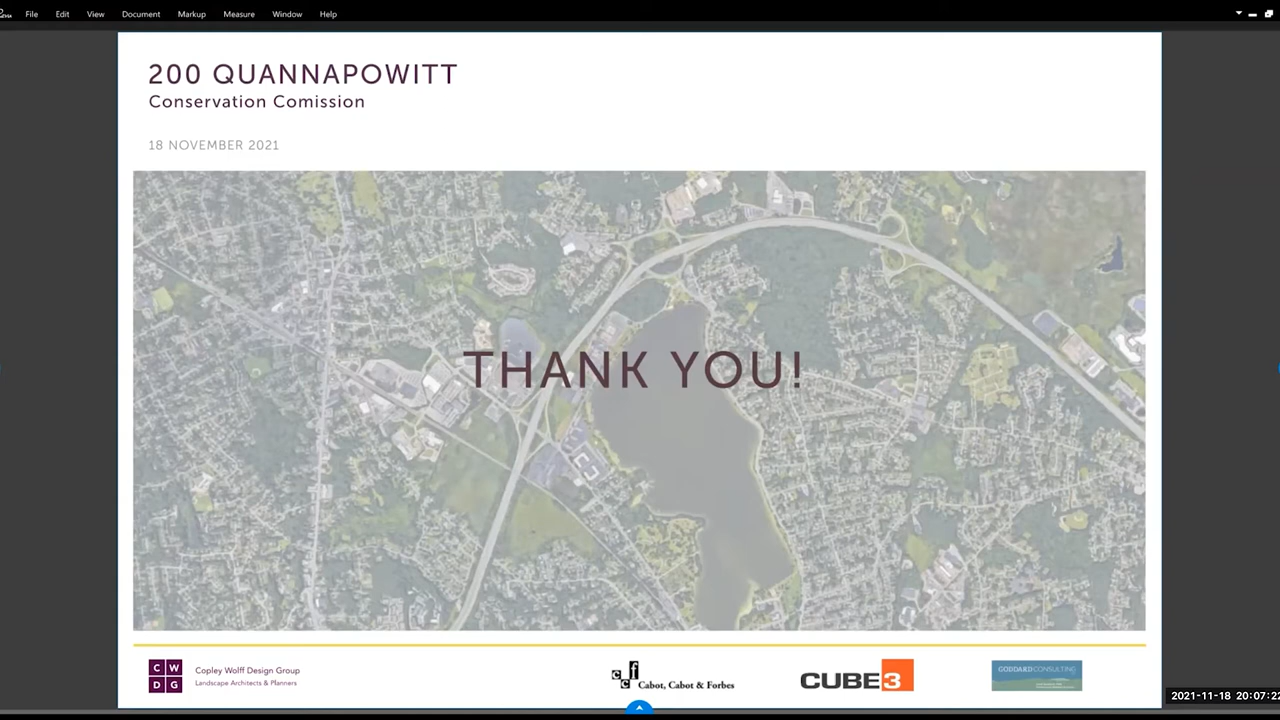 File Edit View Document Markup Measure Window Help
200 QUANNAPOWITT
Conservation Comission
18 NOVEMBER 2021
THANK YOU!
C W
D G
Copley Wolff Design Group
Landscape Architects & Planners
ccf
Cabot, Cabot & Forbes
CUBE3
GODDARD CONSULTING
2021-11-18 20:07:22